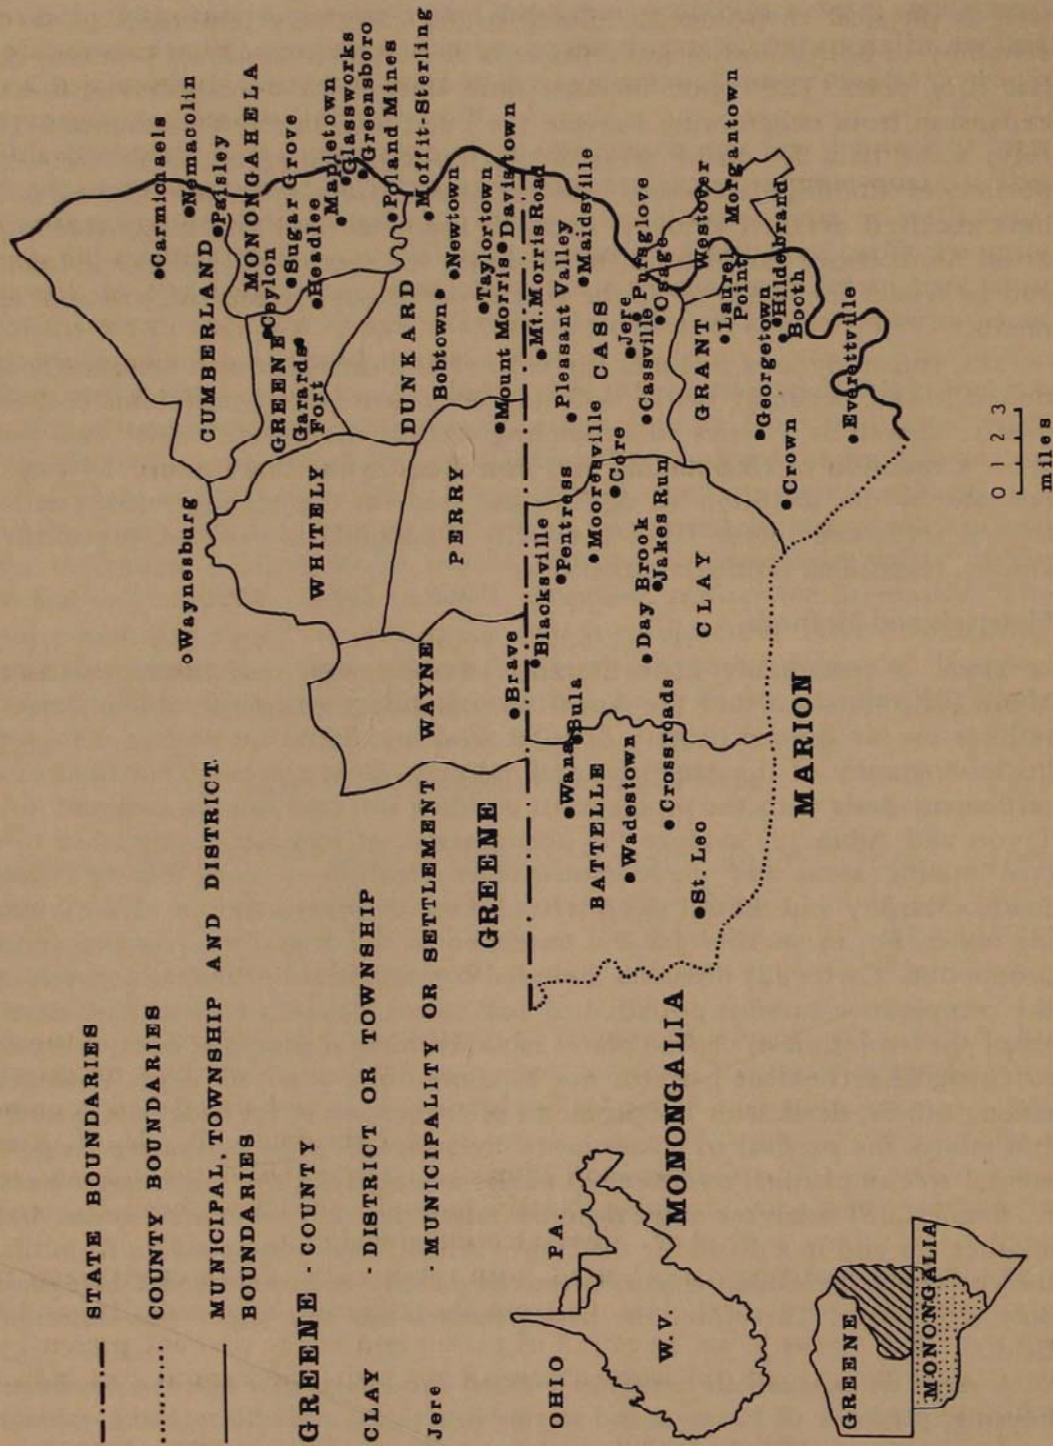 STATE BOUNDARIES
COUNTY BOUNDARIES
MUNICIPAL, TOWNSHIP AND DISTRICT
BOUNDARIES
GREENE · COUNTY
CLAY · DISTRICT OR TOWNSHIP
Jere · MUNICIPALITY OR SETTLEMENT
OHIO
PA.
W. V.
GREENE
MONONGALIA
Waynesburg
Carmichaels
Nemacolin
Paisley
CUMBERLAND
MONONGAHELA
Ceylon
Sugar Grove
GREENE
Garards
Fort
Headlee
Mapletown
Glassworks
Greensboro
Poland Mines
Moffit-Sterling
WHITELY
DUNKARD
Bobtown
Newtown
Taylortown
PERRY
WAYNE
GREENE
Brave
Mount Morris
Davistown
Mt. Morris Road
Blacksville
Pentress
Pleasant Valley
Maidsville
Wana
Bula
Mooresville
CASS
BATTELLE
Core
Jere
Purglove
Wadestown
Day Brook
Cassville
Osage
Crossroads
Jakes Run
St. Leo
CLAY
GRANT
Westover
Laurel
Point
Morgantown
MONONGALIA
Georgetown
Hildebrand
Booth
Crown
MARION
Everettville
0 1 2 3
miles